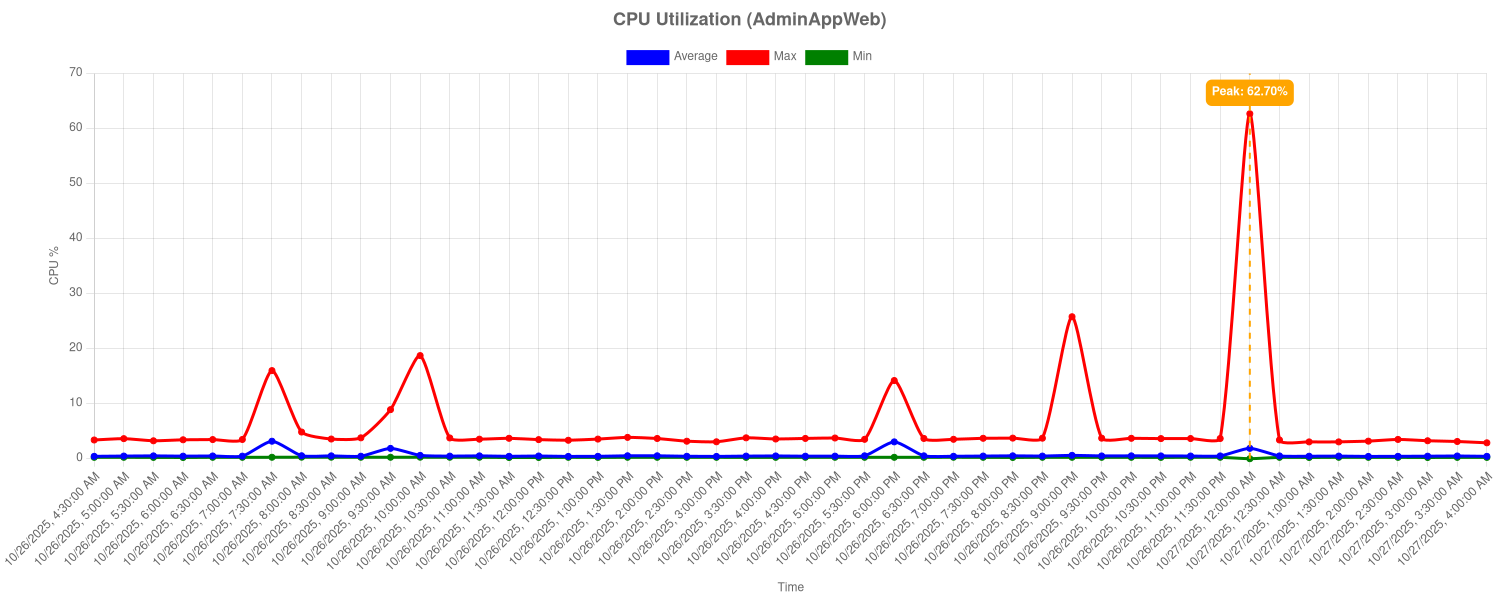 CPU Utilization (AdminAppWeb)
Average Max Min
Peak: 62.70%
CPU %
70
60
50
40
30
20
10
0
10/26/2025, 4:30:00 AM
10/26/2025, 5:00:00 AM
10/26/2025, 5:30:00 AM
10/26/2025, 6:00:00 AM
10/26/2025, 6:30:00 AM
10/26/2025, 7:00:00 AM
10/26/2025, 7:30:00 AM
10/26/2025, 8:00:00 AM
10/26/2025, 8:30:00 AM
10/26/2025, 9:00:00 AM
10/26/2025, 9:30:00 AM
10/26/2025, 10:00:00 AM
10/26/2025, 10:30:00 AM
10/26/2025, 11:00:00 AM
10/26/2025, 11:30:00 AM
10/26/2025, 12:00:00 PM
10/26/2025, 12:30:00 PM
10/26/2025, 1:00:00 PM
10/26/2025, 1:30:00 PM
10/26/2025, 2:00:00 PM
10/26/2025, 2:30:00 PM
10/26/2025, 3:00:00 PM
10/26/2025, 3:30:00 PM
10/26/2025, 4:00:00 PM
10/26/2025, 4:30:00 PM
10/26/2025, 5:00:00 PM
10/26/2025, 5:30:00 PM
10/26/2025, 6:00:00 PM
10/26/2025, 6:30:00 PM
10/26/2025, 7:00:00 PM
10/26/2025, 7:30:00 PM
10/26/2025, 8:00:00 PM
10/26/2025, 8:30:00 PM
10/26/2025, 9:00:00 PM
10/26/2025, 9:30:00 PM
10/26/2025, 10:00:00 PM
10/26/2025, 10:30:00 PM
10/26/2025, 11:00:00 PM
10/26/2025, 11:30:00 PM
10/27/2025, 12:00:00 AM
10/27/2025, 12:30:00 AM
10/27/2025, 1:00:00 AM
10/27/2025, 1:30:00 AM
10/27/2025, 2:00:00 AM
10/27/2025, 2:30:00 AM
10/27/2025, 3:00:00 AM
10/27/2025, 3:30:00 AM
10/27/2025, 4:00:00 AM
Time